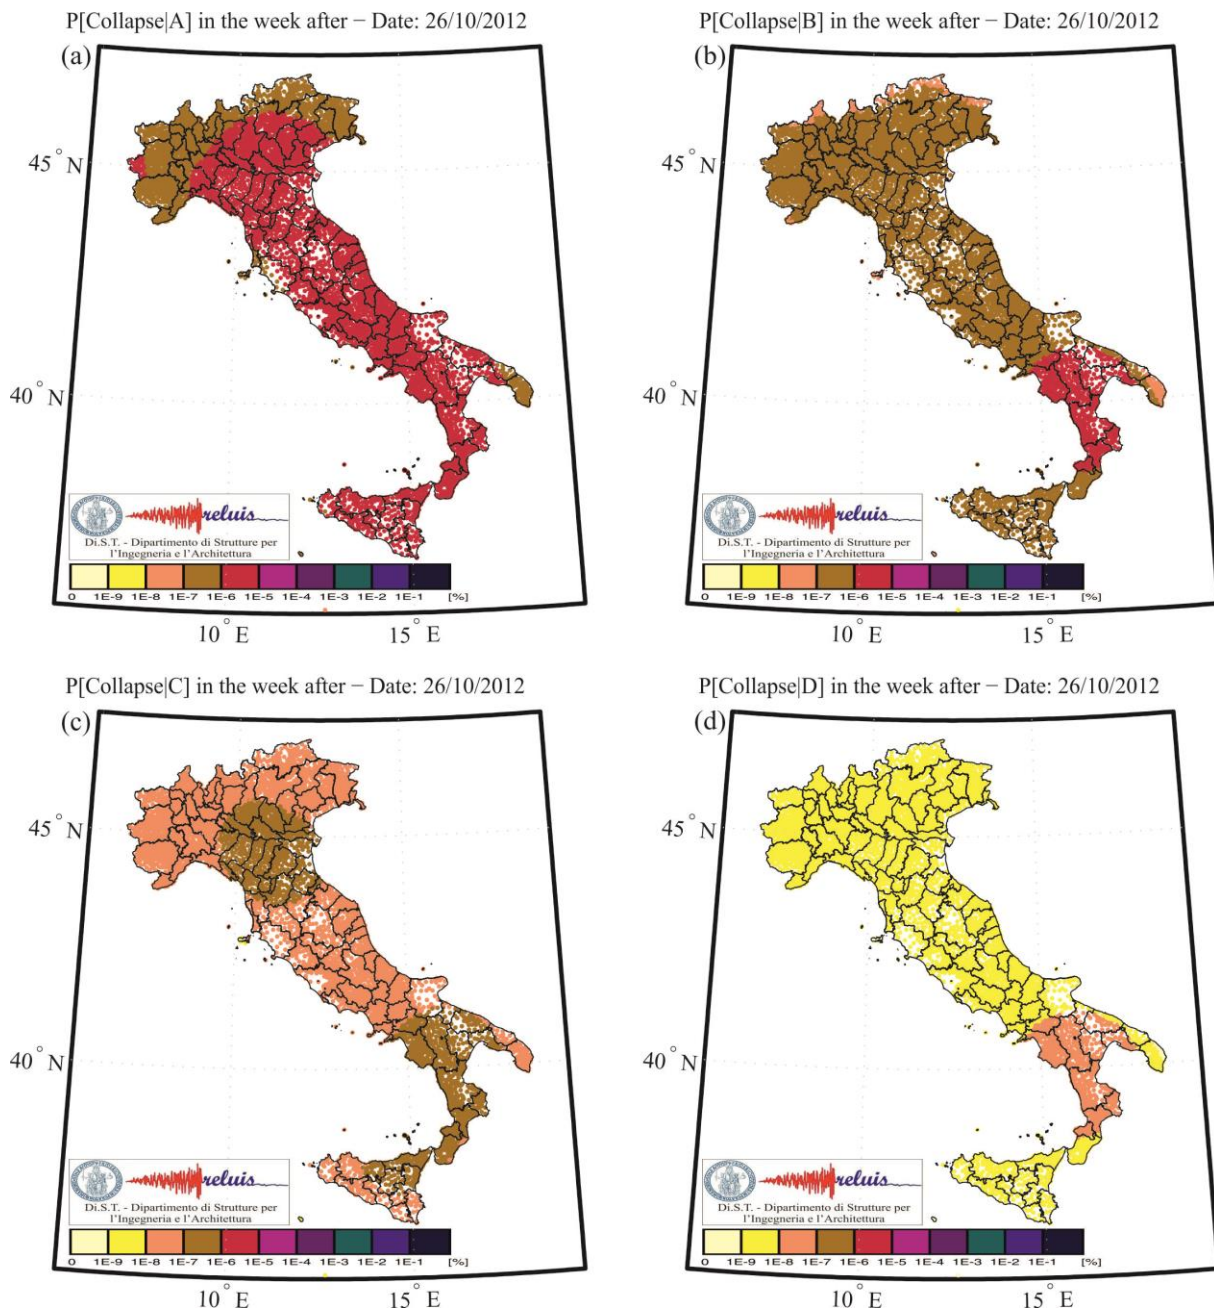 P[Collapse|A] in the week after − Date: 26/10/2012
(a)
45° N
40° N
reluis
Di.S.T. - Dipartimento di Strutture per
l'Ingegneria e l'Architettura
0 1E-9 1E-8 1E-7 1E-6 1E-5 1E-4 1E-3 1E-2 1E-1 [%]
10° E 15° E
P[Collapse|B] in the week after − Date: 26/10/2012
(b)
45° N
40° N
reluis
Di.S.T. - Dipartimento di Strutture per
l'Ingegneria e l'Architettura
0 1E-9 1E-8 1E-7 1E-6 1E-5 1E-4 1E-3 1E-2 1E-1 [%]
10° E 15° E
P[Collapse|C] in the week after − Date: 26/10/2012
(c)
45° N
40° N
reluis
Di.S.T. - Dipartimento di Strutture per
l'Ingegneria e l'Architettura
0 1E-9 1E-8 1E-7 1E-6 1E-5 1E-4 1E-3 1E-2 1E-1 [%]
10° E 15° E
P[Collapse|D] in the week after − Date: 26/10/2012
(d)
45° N
40° N
reluis
Di.S.T. - Dipartimento di Strutture per
l'Ingegneria e l'Architettura
0 1E-9 1E-8 1E-7 1E-6 1E-5 1E-4 1E-3 1E-2 1E-1 [%]
10° E 15° E